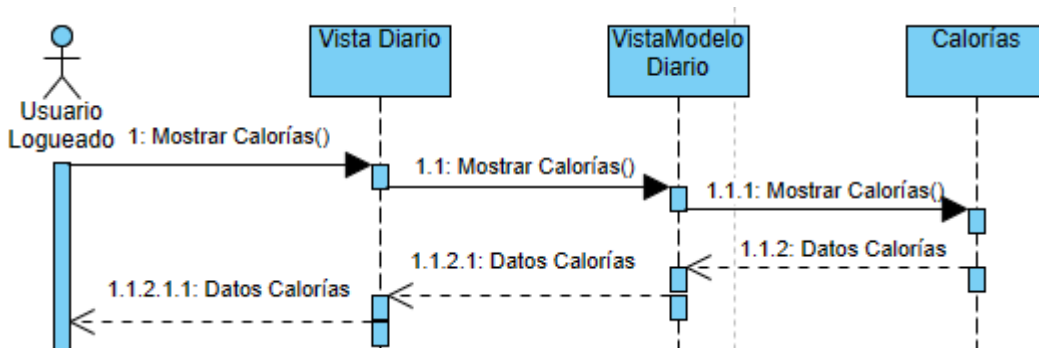 Vista Diario
VistaModelo
Diario
Calorías
Usuario
Logueado
1: Mostrar Calorías()
1.1: Mostrar Calorías()
1.1.1: Mostrar Calorías()
1.1.2: Datos Calorías
1.1.2.1: Datos Calorías
1.1.2.1.1: Datos Calorías